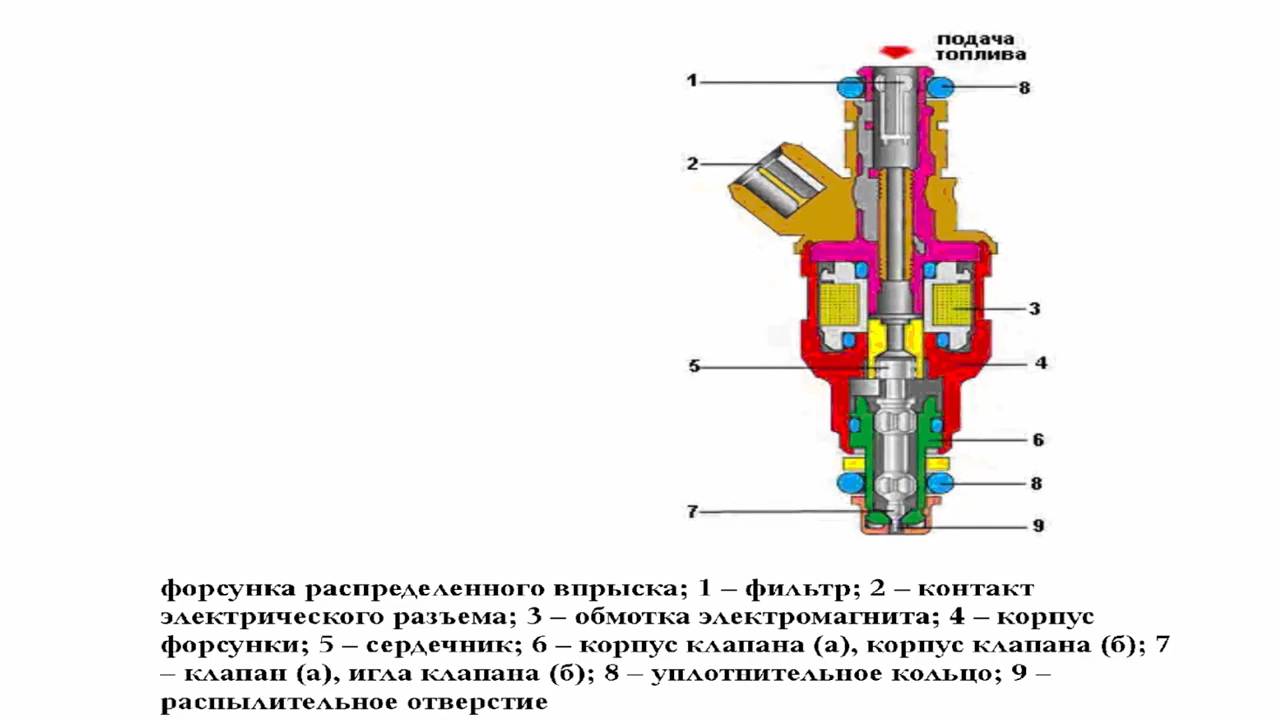 подача
топлива
1
8
2
3
4
5
6
8
7
9
форсунка распределенного впрыска; 1 – фильтр; 2 – контакт
электрического разъема; 3 – обмотка электромагнита; 4 – корпус
форсунки; 5 – сердечник; 6 – корпус клапана (а), корпус клапана (б); 7
– клапан (а), игла клапана (б); 8 – уплотнительное кольцо; 9 –
распылительное отверстие